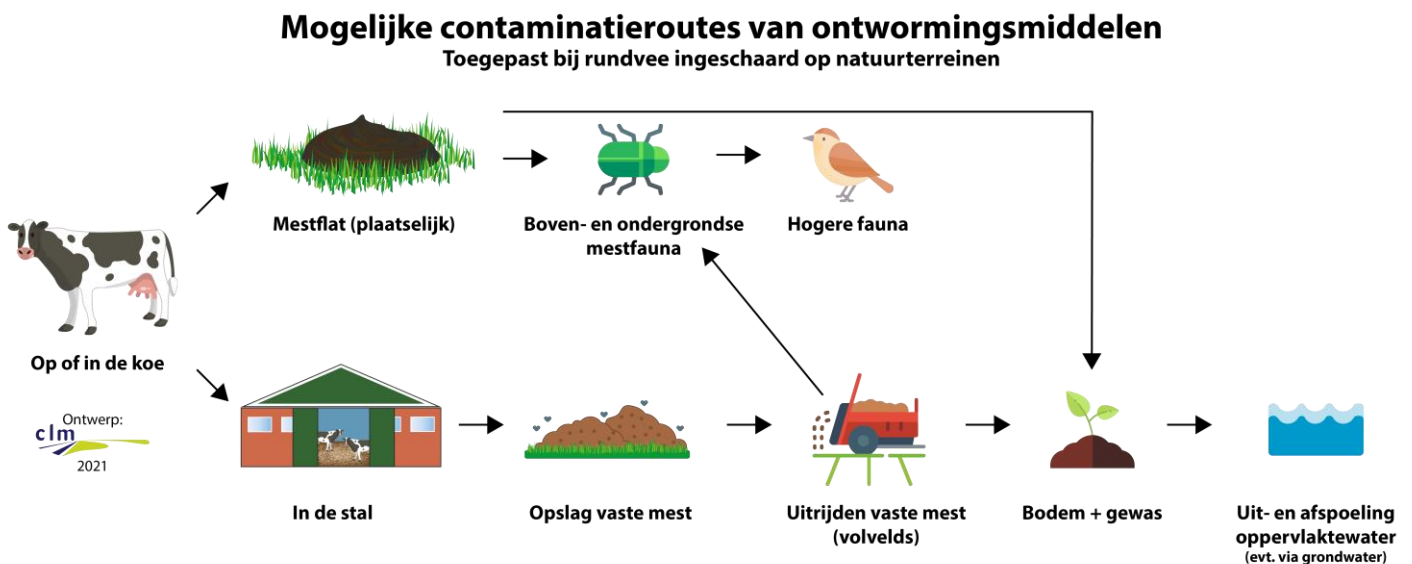 Mogelijke contaminatieroutes van ontwormingsmiddelen
Toegepast bij rundvee ingeschaard op natuurterreinen
Mestflat (plaatselijk)
Boven- en ondergrondse
mestfauna
Hogere fauna
Op of in de koe
Ontwerp:
clm
2021
In de stal
Opslag vaste mest
Uitrijden vaste mest
(volvelds)
Bodem + gewas
Uit- en afspoeling
oppervlaktewater
(evt. via grondwater)